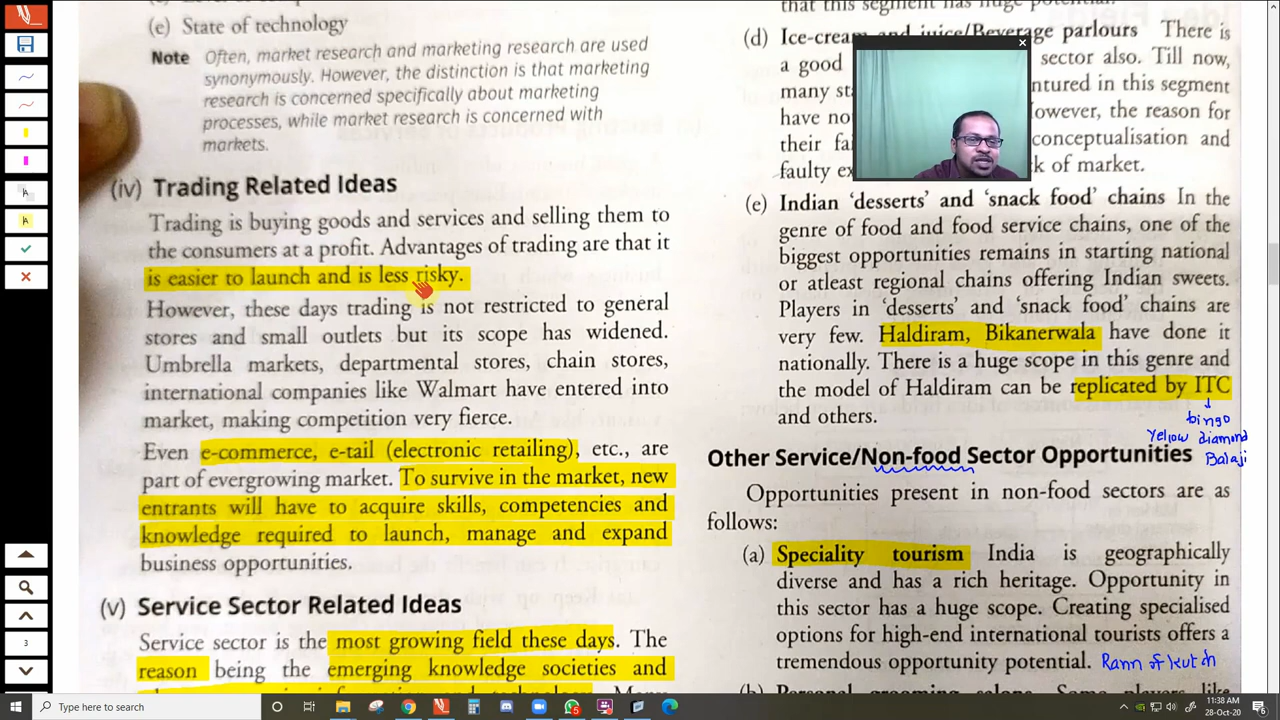 (e) State of technology
Note Often, market research and marketing research are used
synonymously. However, the distinction is that marketing
research is concerned specifically about marketing
processes, while market research is concerned with
markets.
(iv) Trading Related Ideas
Trading is buying goods and services and selling them to
the consumers at a profit. Advantages of trading are that it
is easier to launch and is less risky.
However, these days trading is not restricted to general
stores and small outlets but its scope has widened.
Umbrella markets, departmental stores, chain stores,
international companies like Walmart have entered into
market, making competition very fierce.
Even e-commerce, e-tail (electronic retailing), etc., are
part of evergrowing market. To survive in the market, new
entrants will have to acquire skills, competencies and
knowledge required to launch, manage and expand
business opportunities.
(v) Service Sector Related Ideas
Service sector is the most growing field these days. The
reason being the emerging knowledge societies and
that this segment has huge potential.
(d) Ice-cream and juice/Beverage parlours There is
a good sector also. Till now,
many ntured in this segment
have no owever, the reason for
their conceptualisation and
faulty k of market.
(e) Indian 'desserts' and 'snack food' chains In the
genre of food and food service chains, one of the
biggest opportunities remains in starting national
or atleast regional chains offering Indian sweets.
Players in 'desserts' and 'snack food' chains are
very few. Haldiram, Bikanerwala have done it
nationally. There is a huge scope in this genre and
the model of Haldiram can be replicated by ITC
and others.
bingo
Yellow diamond
Balaji
Other Service/Non-food Sector Opportunities
Opportunities present in non-food sectors are as
follows:
(a) Speciality tourism India is geographically
diverse and has a rich heritage. Opportunity in
this sector has a huge scope. Creating specialised
options for high-end international tourists offers a
tremendous opportunity potential. Rann of kutch
3
Type here to search
11:38 AM
28-Oct-20